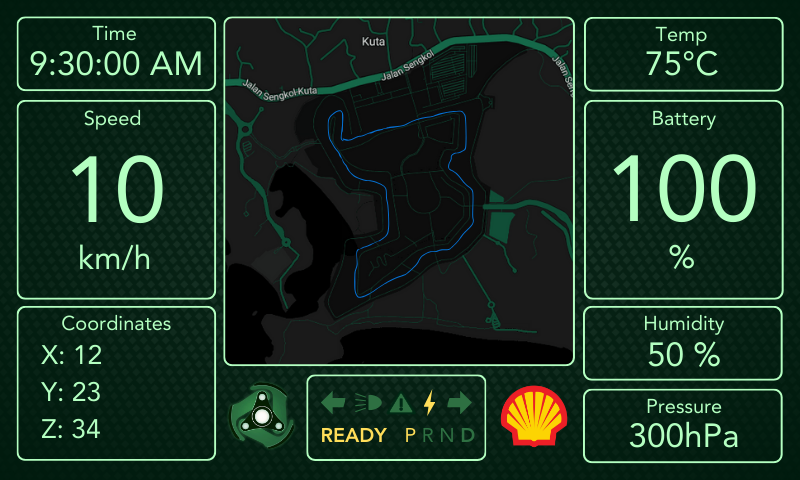 Time
9:30:00 AM
Speed
10
km/h
Coordinates
X: 12
Y: 23
Z: 34
Kuta
Jalan Sengkol
Jalan Sengkol Kuta
READY P R N D
Temp
75°C
Battery
100
%
Humidity
50 %
Pressure
300hPa